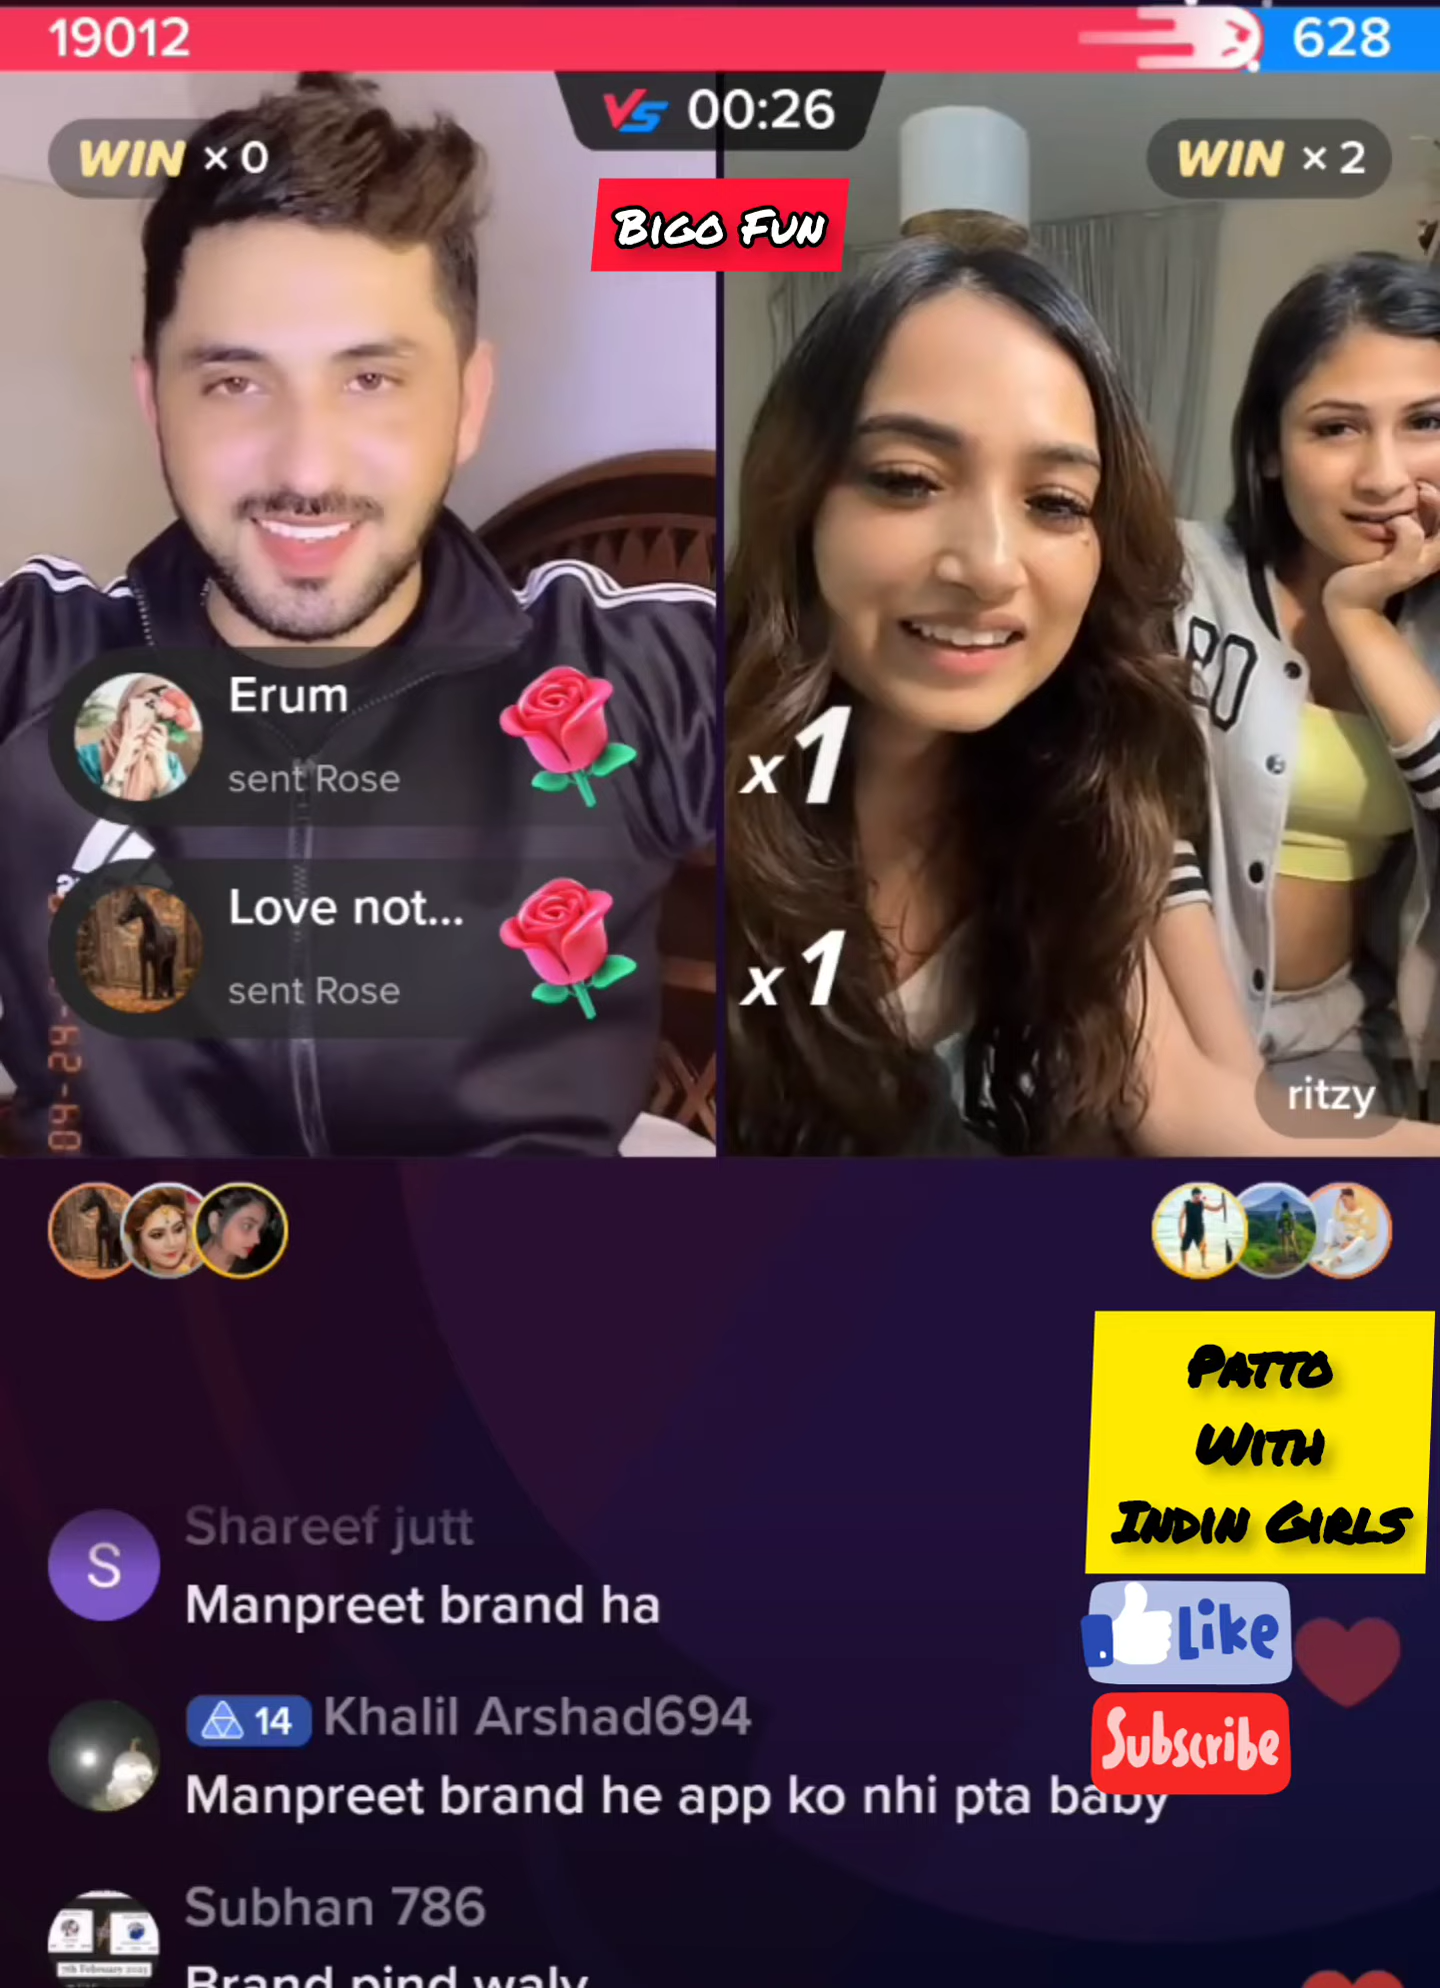 19012
628
VS 00:26
WIN × 0
WIN × 2
BIGO FUN
Erum
sent Rose
x1
Love not...
sent Rose
x1
ritzy
PATTO
WITH
INDIN GIRLS
Like
Subscribe
S
Shareef jutt
Manpreet brand ha
14 Khalil Arshad694
Manpreet brand he app ko nhi pta baby
Subhan 786
Brand pind waly